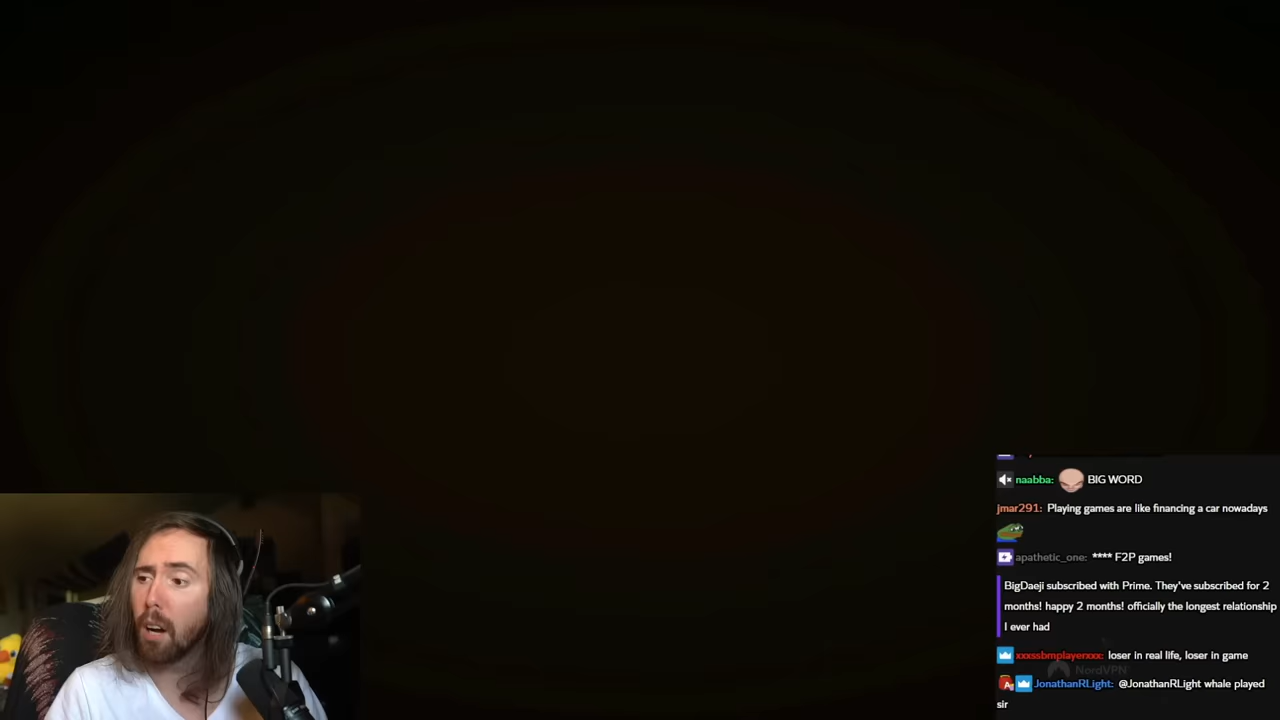 naabba: BIG WORD
jmar291: Playing games are like financing a car nowadays
apathetic_one: **** F2P games!
BigDaeji subscribed with Prime. They've subscribed for 2
months! happy 2 months! officially the longest relationship
I ever had
xxxssbmplayerxxx: loser in real life, loser in game
NordVPN
JonathanRLight: @JonathanRLight whale played
sir